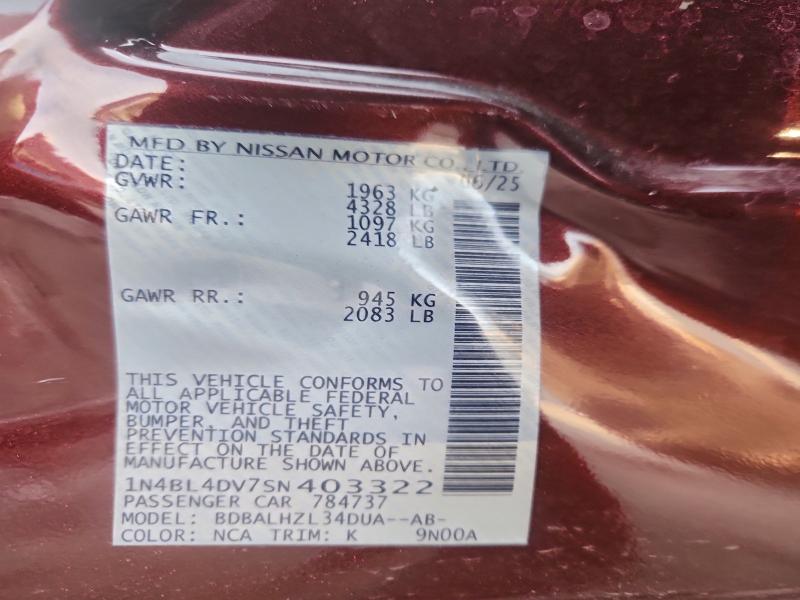 MFD BY NISSAN MOTOR CO.,LTD.
DATE: 06/25
GVWR: 1963 KG
4328 LB
GAWR FR.: 1097 KG
2418 LB
GAWR RR.: 945 KG
2083 LB
THIS VEHICLE CONFORMS TO
ALL APPLICABLE FEDERAL
MOTOR VEHICLE SAFETY,
BUMPER, AND THEFT
PREVENTION STANDARDS IN
EFFECT ON THE DATE OF
MANUFACTURE SHOWN ABOVE.
1N4BL4DV7SN403322
PASSENGER CAR 784737
MODEL: BDBALHZL34DUA--AB-
COLOR: NCA TRIM: K 9N00A